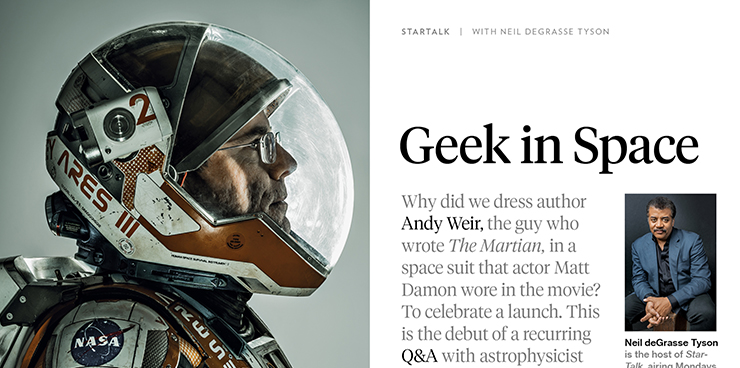 STARTALK | WITH NEIL DEGRASSE TYSON
Geek in Space
Why did we dress author
Andy Weir, the guy who
wrote The Martian, in a
space suit that actor Matt
Damon wore in the movie?
To celebrate a launch. This
is the debut of a recurring
Q&A with astrophysicist
Neil deGrasse Tyson
is the host of Star-
Talk, airing Mondays
2
ARES III
NASA